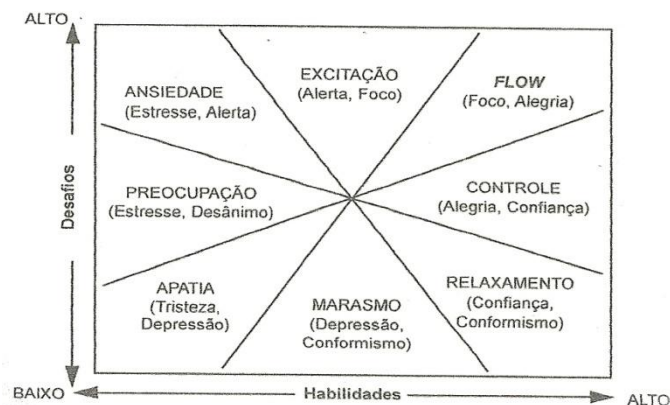 ALTO
EXCITAÇÃO
(Alerta, Foco)
FLOW
(Foco, Alegria)
ANSIEDADE
(Estresse, Alerta)
Desafios
PREOCUPAÇÃO
(Estresse, Desânimo)
CONTROLE
(Alegria, Confiança)
APATIA
(Tristeza,
Depressão)
MARASMO
(Depressão,
Conformismo)
RELAXAMENTO
(Confiança,
Conformismo)
BAIXO
Habilidades
ALTO